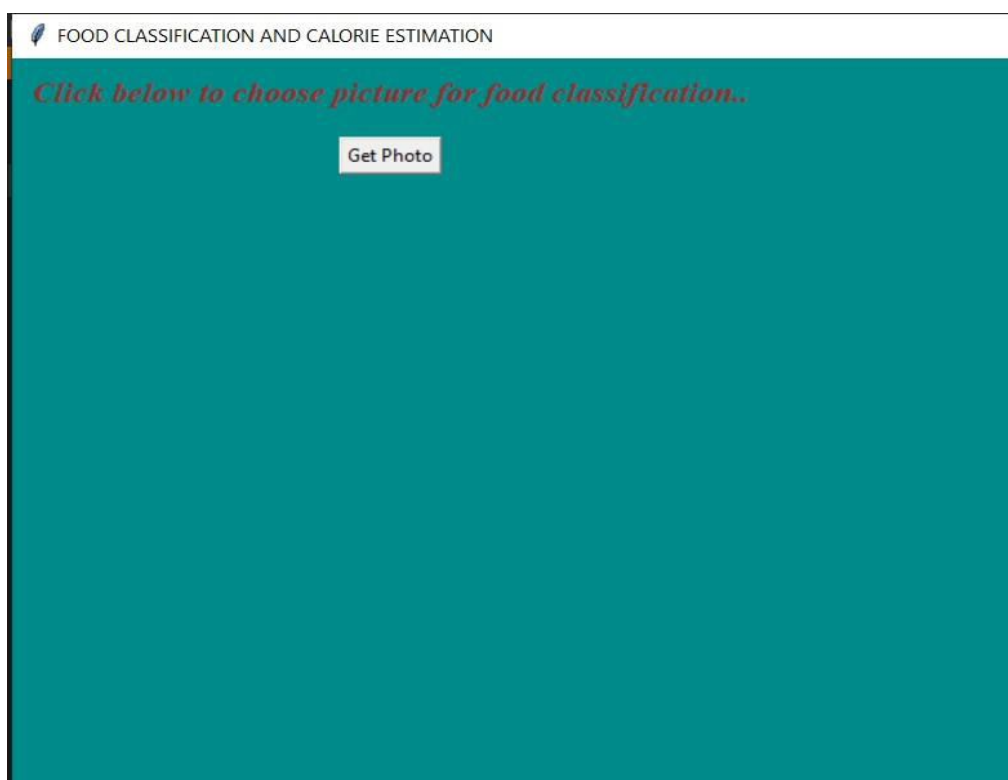 FOOD CLASSIFICATION AND CALORIE ESTIMATION
Click below to choose picture for food classification..
Get Photo